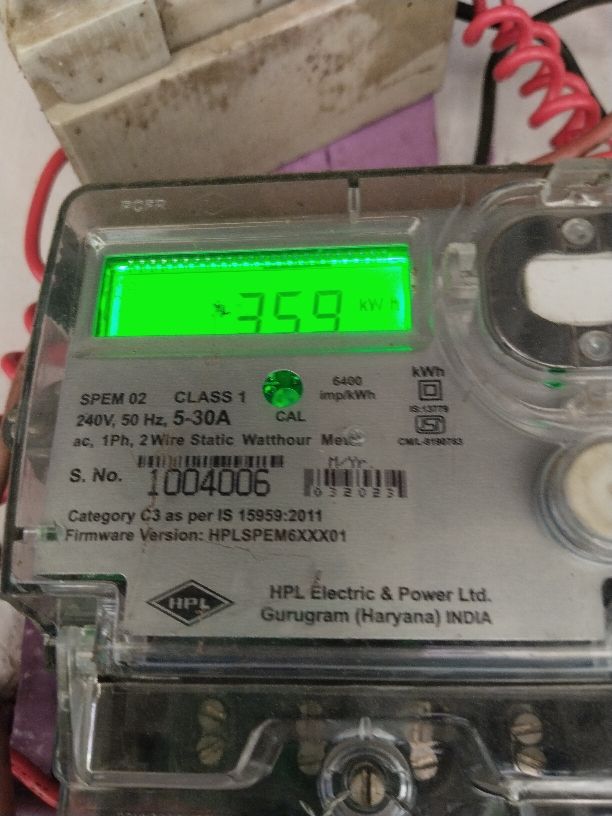 359 kWh
6400
imp/kWh
kWh
SPEM 02 CLASS 1
CAL
IS:13779
240V, 50 Hz, 5-30A
CM/L-8190793
ac, 1Ph, 2 Wire Static Watthour Meter
S. No. 1004006
M/Yr.
032023
Category C3 as per IS 15959:2011
Firmware Version: HPLSPEM6XXX01
HPL
HPL Electric & Power Ltd.
Gurugram (Haryana) INDIA